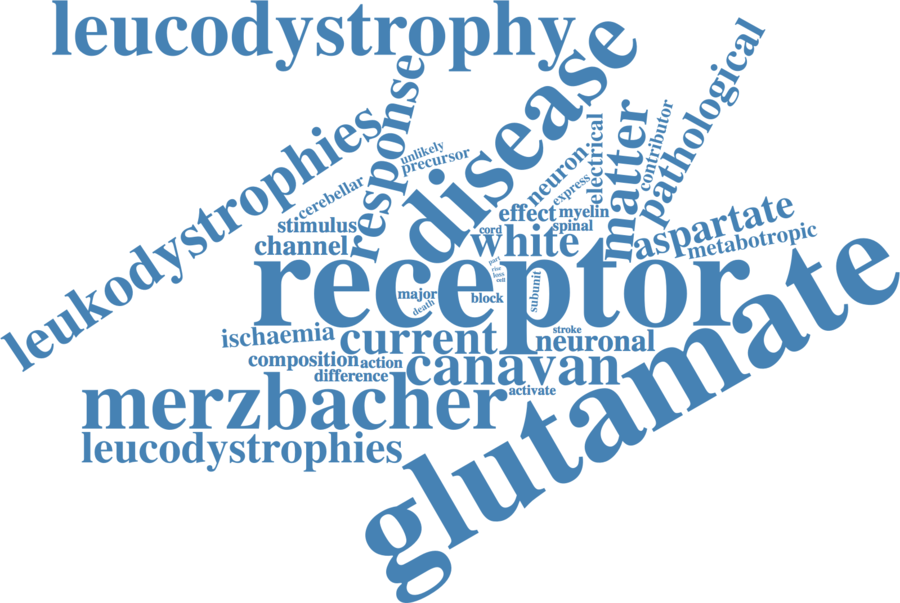 leucodystrophy
disease
response
leukodystrophies
pathological
matter
contributor
electrical
unlikely
precursor
neuron
express
cerebellar
stimulus
effect
myelin
cord
spinal
channel
white
aspartate
metabotropic
receptor
part
rise
loss
cell
major
death
block
subunit
glutamate
ischaemia
current
stroke
neuronal
composition
action
canavan
difference
activate
merzbacher
leucodystrophies